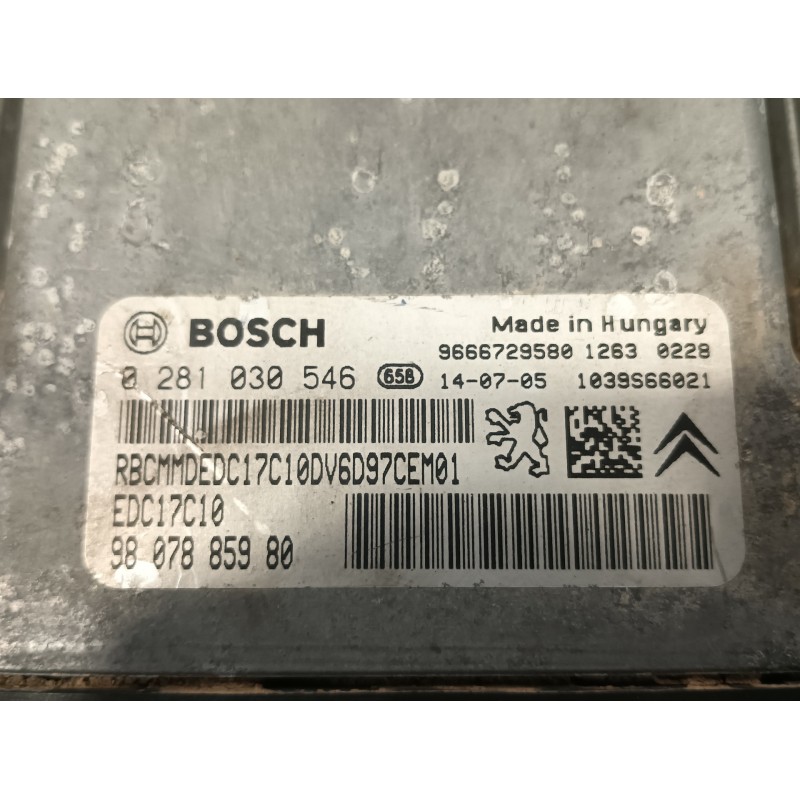 BOSCH
Made in Hungary
9666729580 1263 0228
0 281 030 546 658 14-07-05 1039S66021
RBCMMDEDC17C10DV6D97CEM01
EDC17C10
98 078 859 80